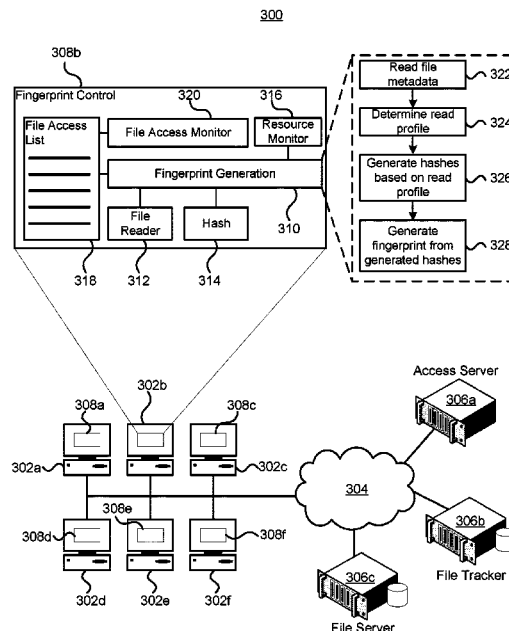 300
308b
Fingerprint Control
320
316
File Access
List
File Access Monitor
Resource
Monitor
Fingerprint Generation
File
Reader
Hash
318
312
314
310
Read file
metadata
322
Determine read
profile
324
Generate hashes
based on read
profile
326
Generate
fingerprint from
generated hashes
328
302b
308a
308c
302a
302c
308d
308e
308f
302d
302e
302f
304
Access Server
306a
306b
File Tracker
306c
File Server